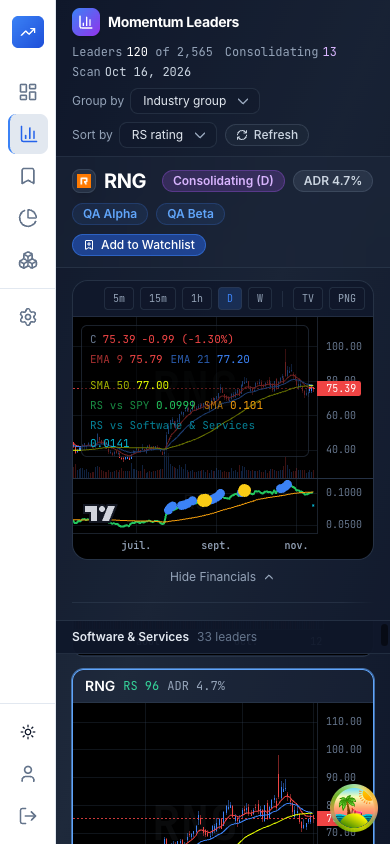 Momentum Leaders
Leaders 120 of 2,565 Consolidating 13
Scan Oct 16, 2026
Group by Industry group
Sort by RS rating Refresh
RNG Consolidating (D) ADR 4.7%
QA Alpha QA Beta
Add to Watchlist
5m 15m 1h D W TV PNG
C 75.39 -0.99 (-1.30%)
EMA 9 75.79 EMA 21 77.20
SMA 50 77.00
RS vs SPY 0.0999 SMA 0.101
RS vs Software & Services
0.0141
100.00
75.39
60.00
40.00
0.1000
0.0500
juil. sept. nov.
Hide Financials
Software & Services 33 leaders
RNG RS 96 ADR 4.7%
110.00
100.00
90.00
80.00
70.00
RNG